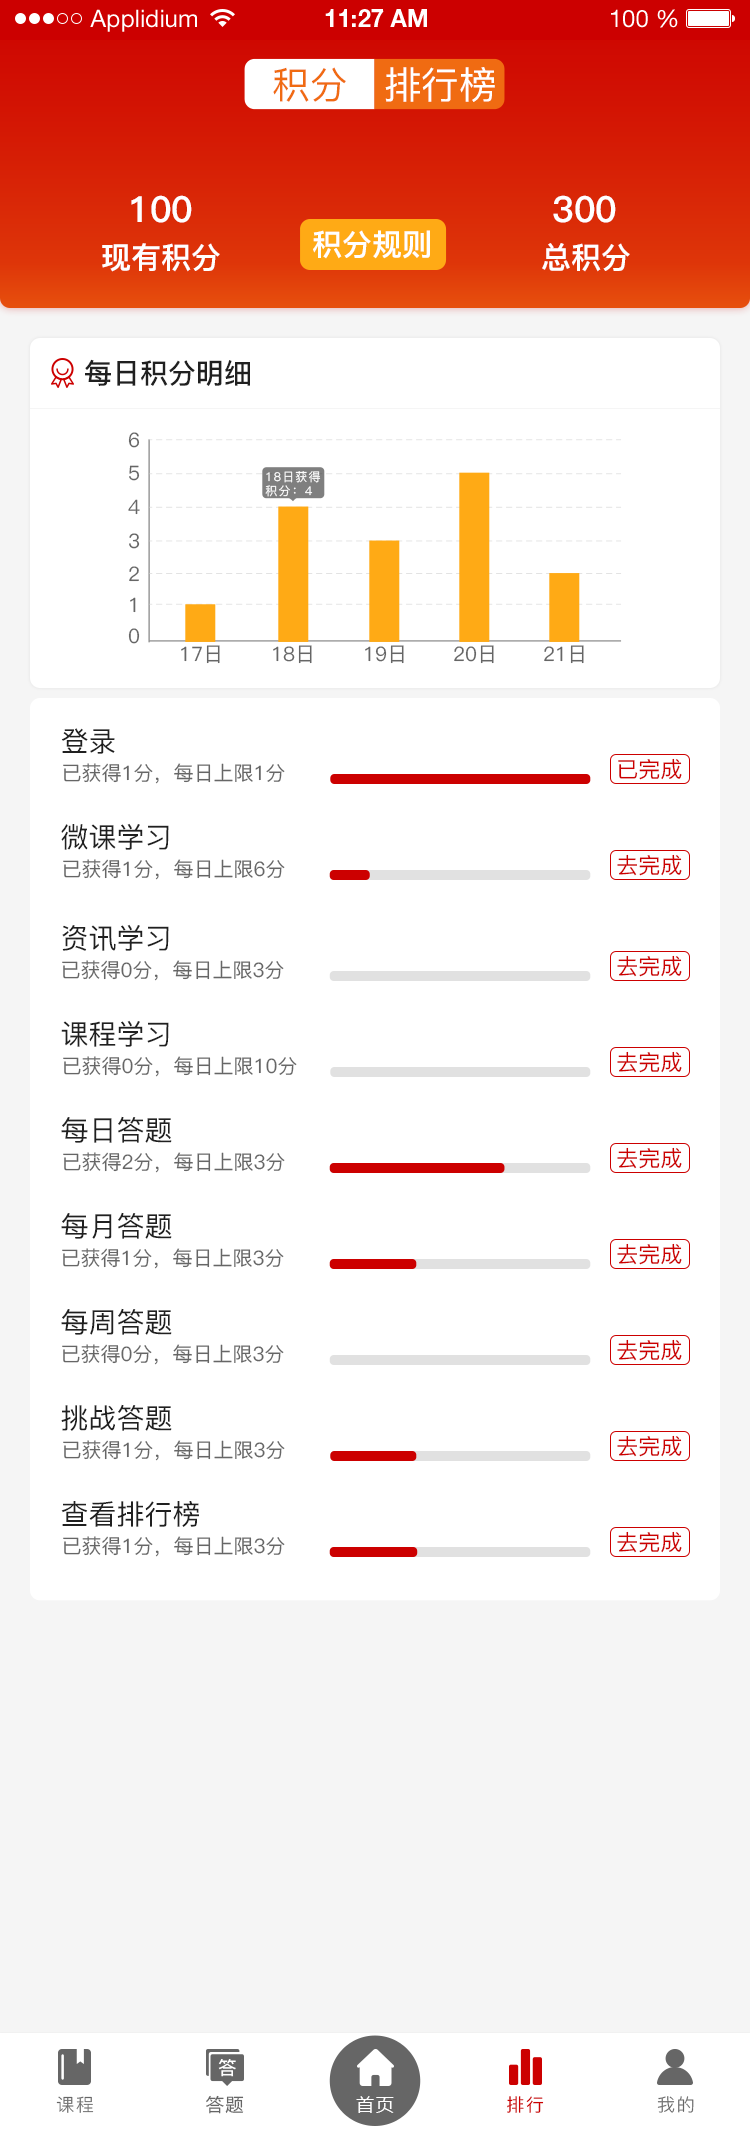 Applidium 11:27 AM 100 %
积分 排行榜
100 300
现有积分 积分规则 总积分
每日积分明细
6
5
18日获得
积分：4
4
3
2
1
0
17日 18日 19日 20日 21日
登录
已获得1分，每日上限1分 已完成
微课学习
已获得1分，每日上限6分 去完成
资讯学习
已获得0分，每日上限3分 去完成
课程学习
已获得0分，每日上限10分 去完成
每日答题
已获得2分，每日上限3分 去完成
每月答题
已获得1分，每日上限3分 去完成
每周答题
已获得0分，每日上限3分 去完成
挑战答题
已获得1分，每日上限3分 去完成
查看排行榜
已获得1分，每日上限3分 去完成
答
课程 答题 首页 排行 我的